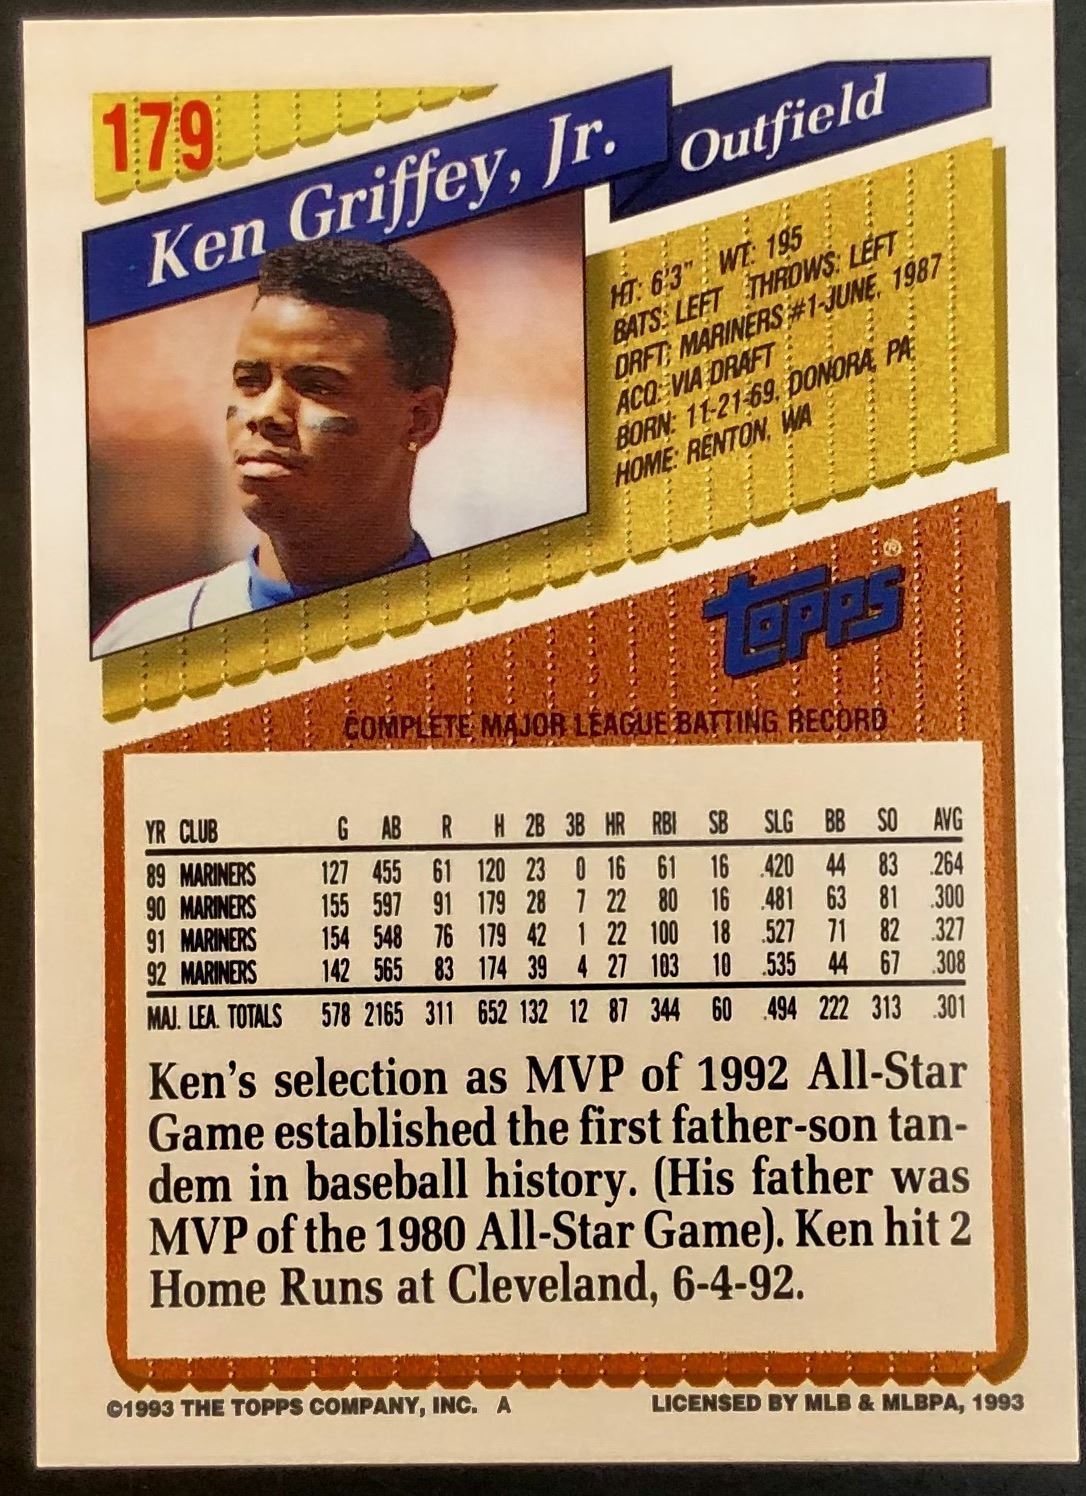 179
Ken Griffey, Jr.
Outfield
HT: 6'3" WT: 195
BATS: LEFT THROWS: LEFT
DRFT: MARINERS #1-JUNE, 1987
ACQ: VIA DRAFT
BORN: 11-21-69, DONORA, PA
HOME: RENTON, WA
topps®
COMPLETE MAJOR LEAGUE BATTING RECORD
YR CLUB G AB R H 2B 3B HR RBI SB SLG BB SO AVG
89 MARINERS 127 455 61 120 23 0 16 61 16 .420 44 83 .264
90 MARINERS 155 597 91 179 28 7 22 80 16 .481 63 81 .300
91 MARINERS 154 548 76 179 42 1 22 100 18 .527 71 82 .327
92 MARINERS 142 565 83 174 39 4 27 103 10 .535 44 67 .308
MAJ. LEA. TOTALS 578 2165 311 652 132 12 87 344 60 .494 222 313 .301
Ken's selection as MVP of 1992 All-Star
Game established the first father-son tan-
dem in baseball history. (His father was
MVP of the 1980 All-Star Game). Ken hit 2
Home Runs at Cleveland, 6-4-92.
©1993 THE TOPPS COMPANY, INC. A
LICENSED BY MLB & MLBPA, 1993